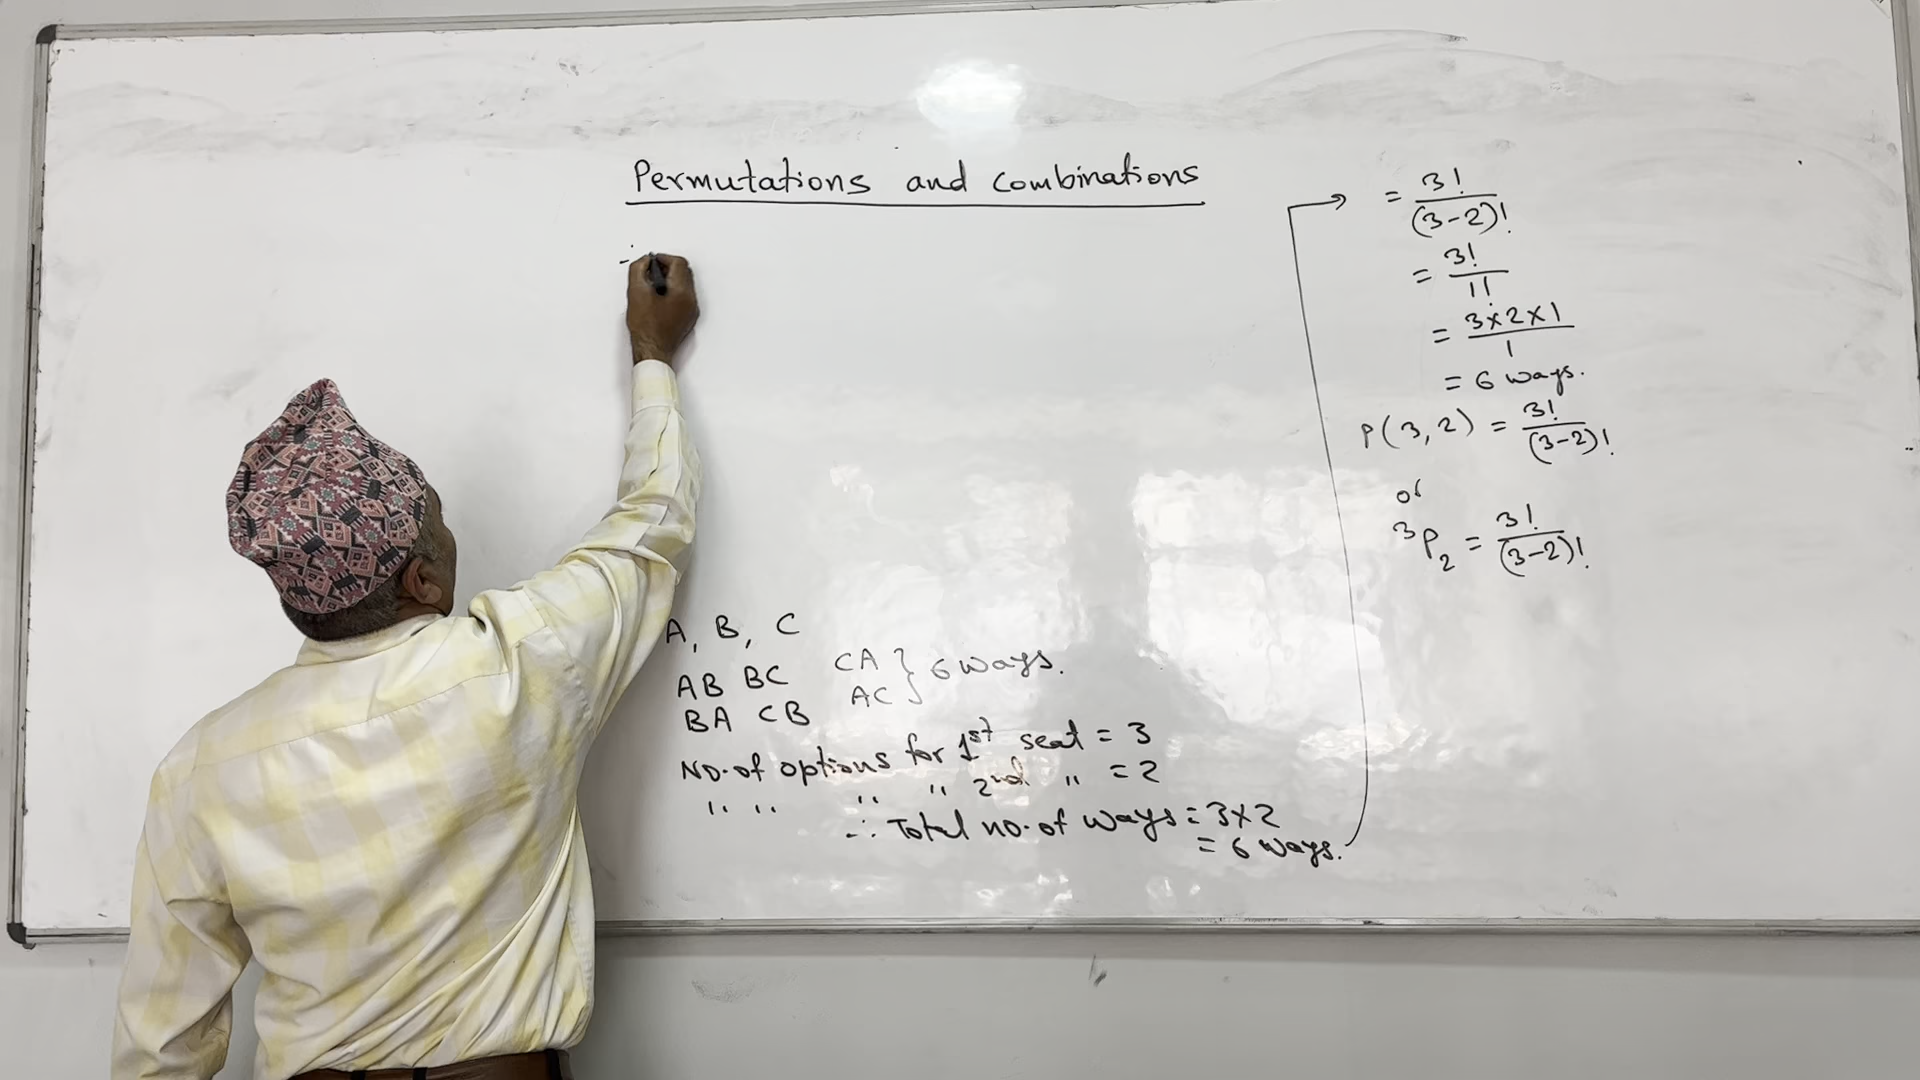 Permutations and combinations
A, B, C
AB BC CA } 6 ways.
BA CB AC
No. of options for 1st seat = 3
" " " " 2nd " = 2
∴ Total no. of ways = 3×2
= 6 ways.
= 3!/(3-2)!
= 3!/1!
= 3×2×1/1
= 6 ways.
P(3,2) = 3!/(3-2)!
or
³P₂ = 3!/(3-2)!